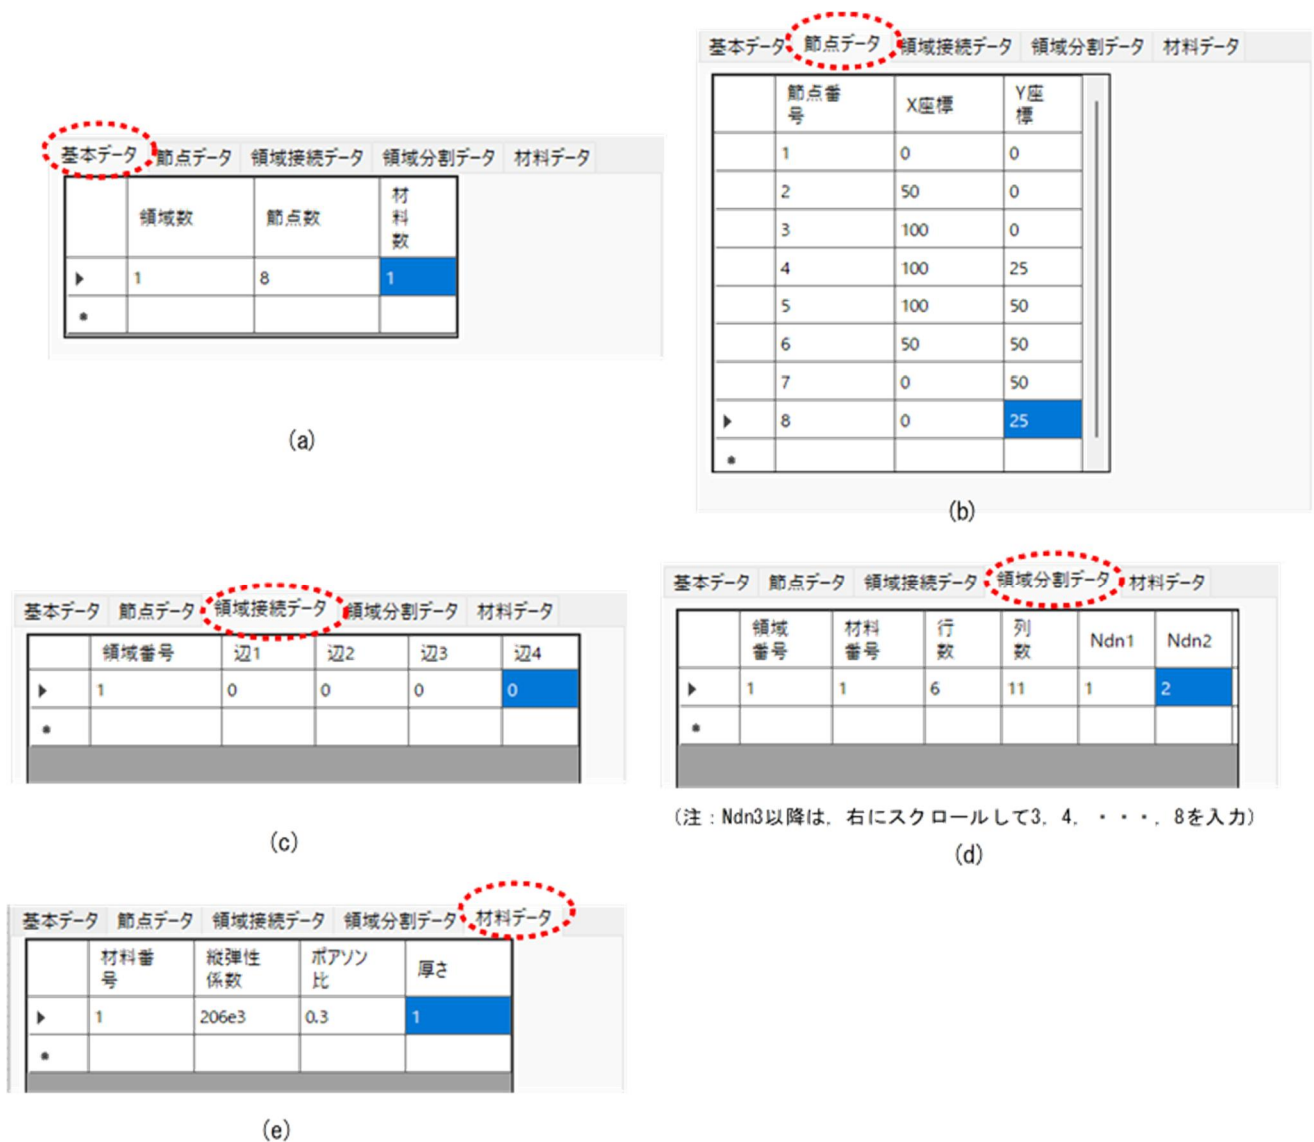 基本データ 節点データ 領域接続データ 領域分割データ 材料データ
領域数 節点数 材料数
1 8 1
(a)
基本データ 節点データ 領域接続データ 領域分割データ 材料データ
節点番号 X座標 Y座標
1 0 0
2 50 0
3 100 0
4 100 25
5 100 50
6 50 50
7 0 50
8 0 25
(b)
基本データ 節点データ 領域接続データ 領域分割データ 材料データ
領域番号 辺1 辺2 辺3 辺4
1 0 0 0 0
(c)
基本データ 節点データ 領域接続データ 領域分割データ 材料データ
領域番号 材料番号 行数 列数 Ndn1 Ndn2
1 1 6 11 1 2
(注：Ndn3以降は，右にスクロールして3，4，・・・，8を入力)
(d)
基本データ 節点データ 領域接続データ 領域分割データ 材料データ
材料番号 縦弾性係数 ポアソン比 厚さ
1 206e3 0.3 1
(e)